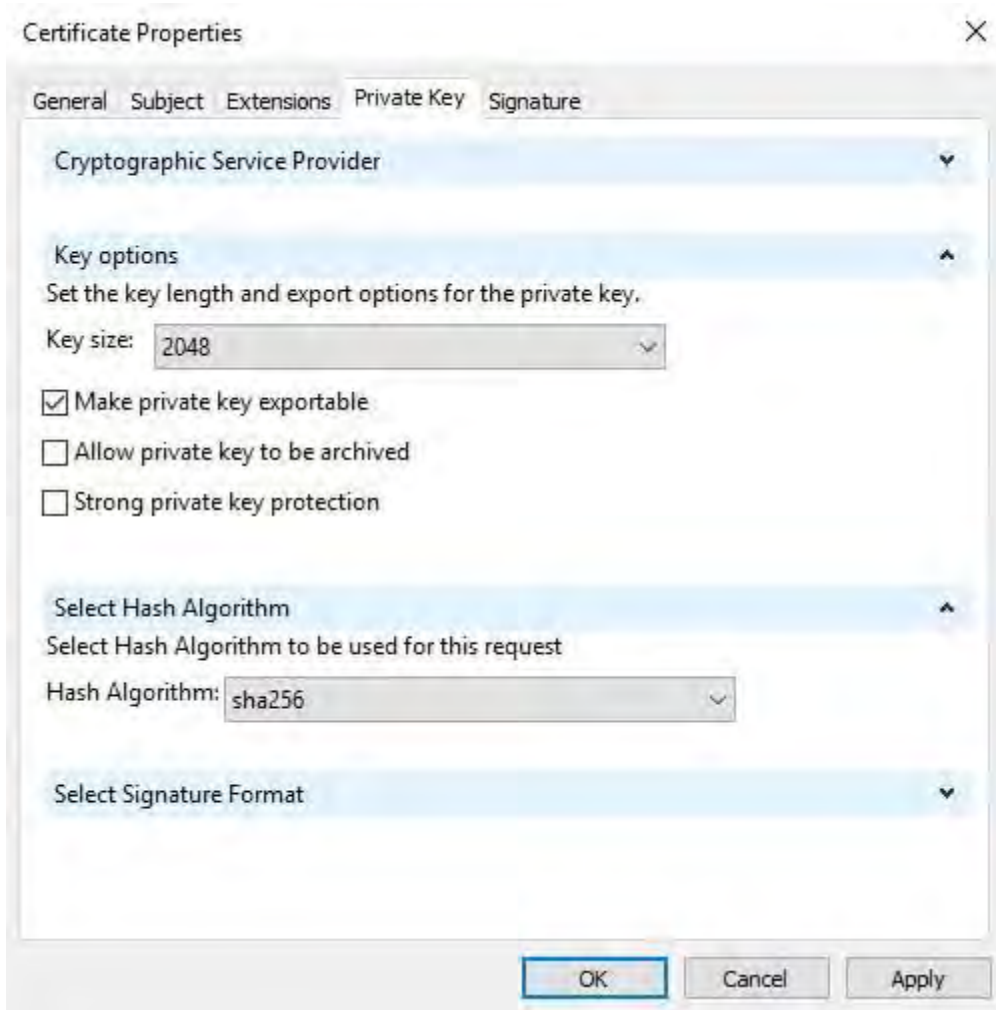 Certificate Properties
General Subject Extensions Private Key Signature
Cryptographic Service Provider
Key options
Set the key length and export options for the private key.
Key size: 2048
Make private key exportable
Allow private key to be archived
Strong private key protection
Select Hash Algorithm
Select Hash Algorithm to be used for this request
Hash Algorithm: sha256
Select Signature Format
OK Cancel Apply